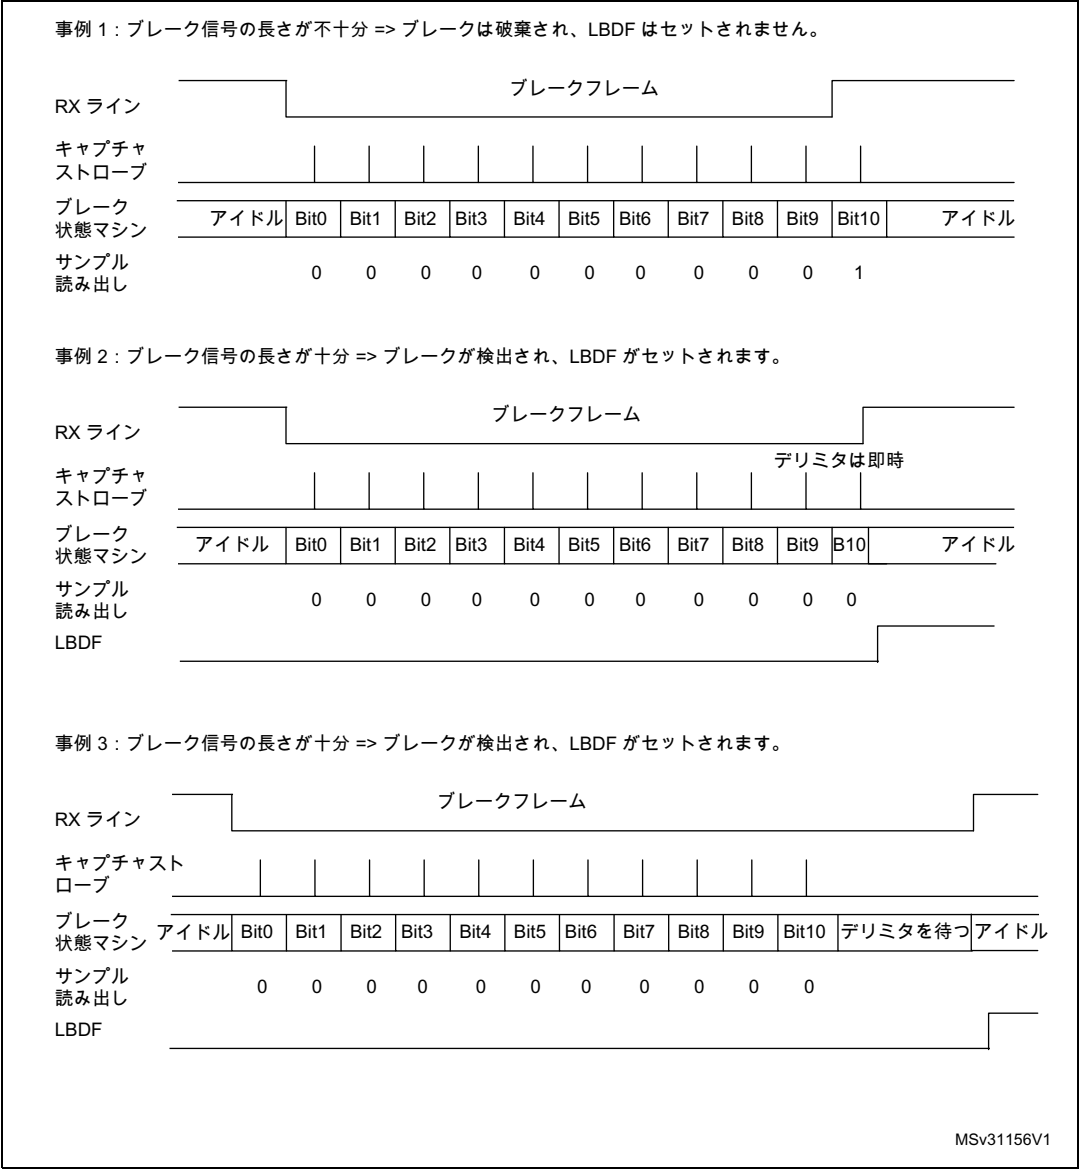 事例 1 : ブレーク信号の長さが不十分 => ブレークは破棄され、LBDF はセットされません。
ブレークフレーム
RX ライン
キャプチャ
ストローブ
ブレーク
状態マシン
アイドル Bit0 Bit1 Bit2 Bit3 Bit4 Bit5 Bit6 Bit7 Bit8 Bit9 Bit10 アイドル
サンプル
読み出し
0 0 0 0 0 0 0 0 0 0 1
事例 2 : ブレーク信号の長さが十分 => ブレークが検出され、LBDF がセットされます。
ブレークフレーム
RX ライン
デリミタは即時
キャプチャ
ストローブ
ブレーク
状態マシン
アイドル Bit0 Bit1 Bit2 Bit3 Bit4 Bit5 Bit6 Bit7 Bit8 Bit9 B10 アイドル
サンプル
読み出し
0 0 0 0 0 0 0 0 0 0 0
LBDF
事例 3 : ブレーク信号の長さが十分 => ブレークが検出され、LBDF がセットされます。
ブレークフレーム
RX ライン
キャプチャスト
ローブ
ブレーク
状態マシン
アイドル Bit0 Bit1 Bit2 Bit3 Bit4 Bit5 Bit6 Bit7 Bit8 Bit9 Bit10 デリミタを待つ アイドル
サンプル
読み出し
0 0 0 0 0 0 0 0 0 0 0
LBDF
MSv31156V1